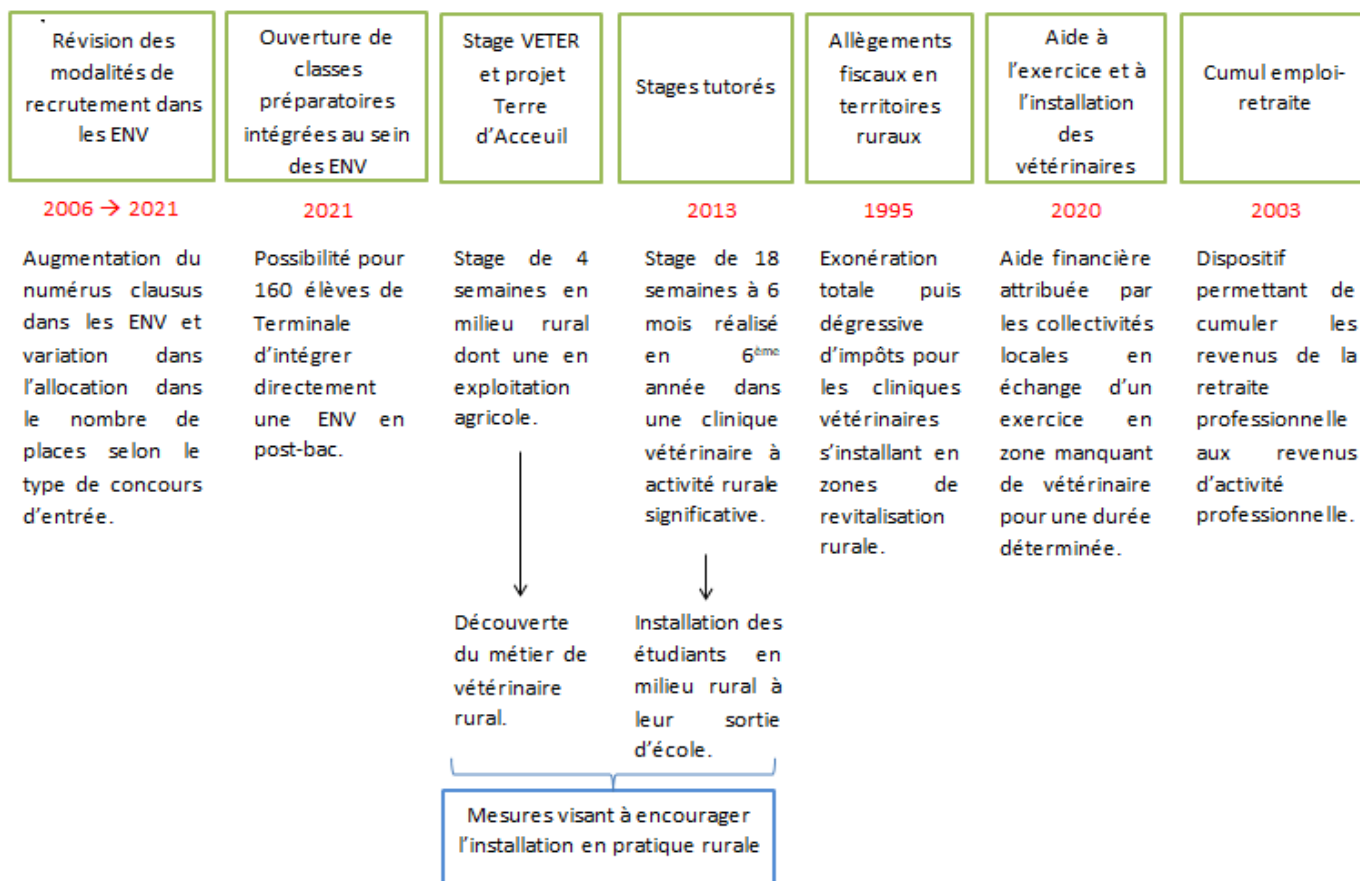 Révision des
modalités de
recrutement dans
les ENV
Ouverture de
classes
préparatoires
intégrées au sein
des ENV
Stage VETER
et projet
Terre
d'Acceuil
Stages tutorés
Allègements
fiscaux en
territoires
ruraux
Aide à
l'exercice et à
l'installation
des
vétérinaires
Cumul emploi-
retraite
2006 → 2021
2021
2013
1995
2020
2003
Augmentation du
numérus clausus
dans les ENV et
variation dans
l'allocation dans
le nombre de
places selon le
type de concours
d'entrée.
Possibilité pour
160 élèves de
Terminale
d'intégrer
directement
une ENV en
post-bac.
Stage de 4
semaines en
milieu rural
dont une en
exploitation
agricole.
Stage de 18
semaines à 6
mois réalisé
en 6ème
année dans
une clinique
vétérinaire à
activité rurale
significative.
Exonération
totale puis
dégressive
d'impôts pour
les cliniques
vétérinaires
s'installant en
zones de
revitalisation
rurale.
Aide financière
attribuée par
les collectivités
locales en
échange d'un
exercice en
zone manquant
de vétérinaire
pour une durée
déterminée.
Dispositif
permettant de
cumuler les
revenus de la
retraite
professionnelle
aux revenus
d'activité
professionnelle.
Découverte
du métier de
vétérinaire
rural.
Installation des
étudiants en
milieu rural à
leur sortie
d'école.
Mesures visant à encourager
l'installation en pratique rurale